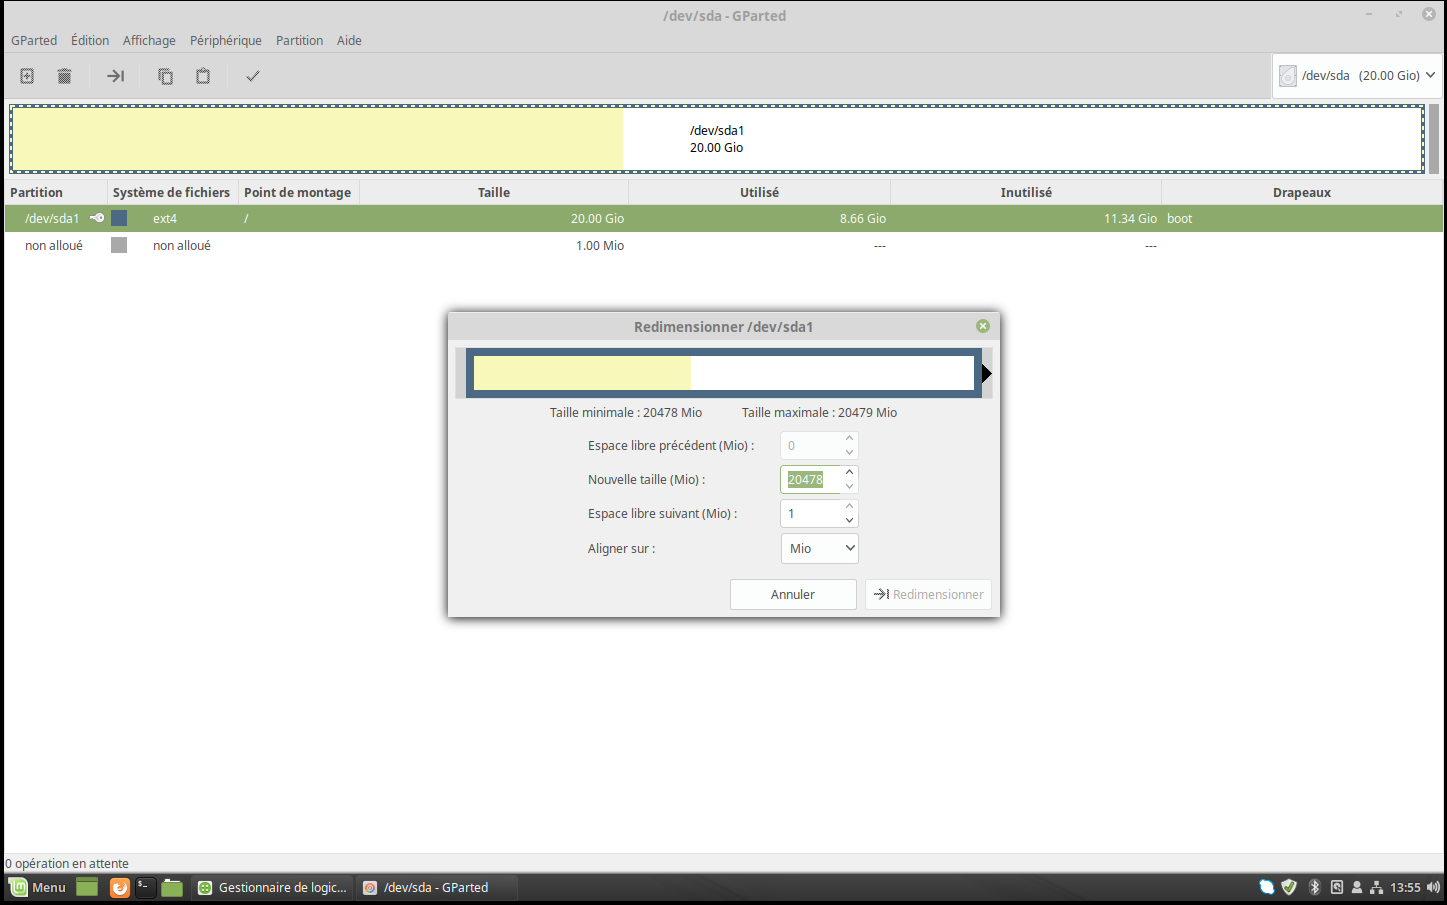 /dev/sda - GParted
GParted Édition Affichage Périphérique Partition Aide
/dev/sda (20.00 Gio)
/dev/sda1
20.00 Gio
Partition Système de fichiers Point de montage Taille Utilisé Inutilisé Drapeaux
/dev/sda1 ext4 / 20.00 Gio 8.66 Gio 11.34 Gio boot
non alloué non alloué 1.00 Mio --- ---
Redimensionner /dev/sda1
Taille minimale : 20478 Mio Taille maximale : 20479 Mio
Espace libre précédent (Mio) : 0
Nouvelle taille (Mio) : 20478
Espace libre suivant (Mio) : 1
Aligner sur : Mio
Annuler Redimensionner
0 opération en attente
Menu Gestionnaire de logic... /dev/sda - GParted 13:55